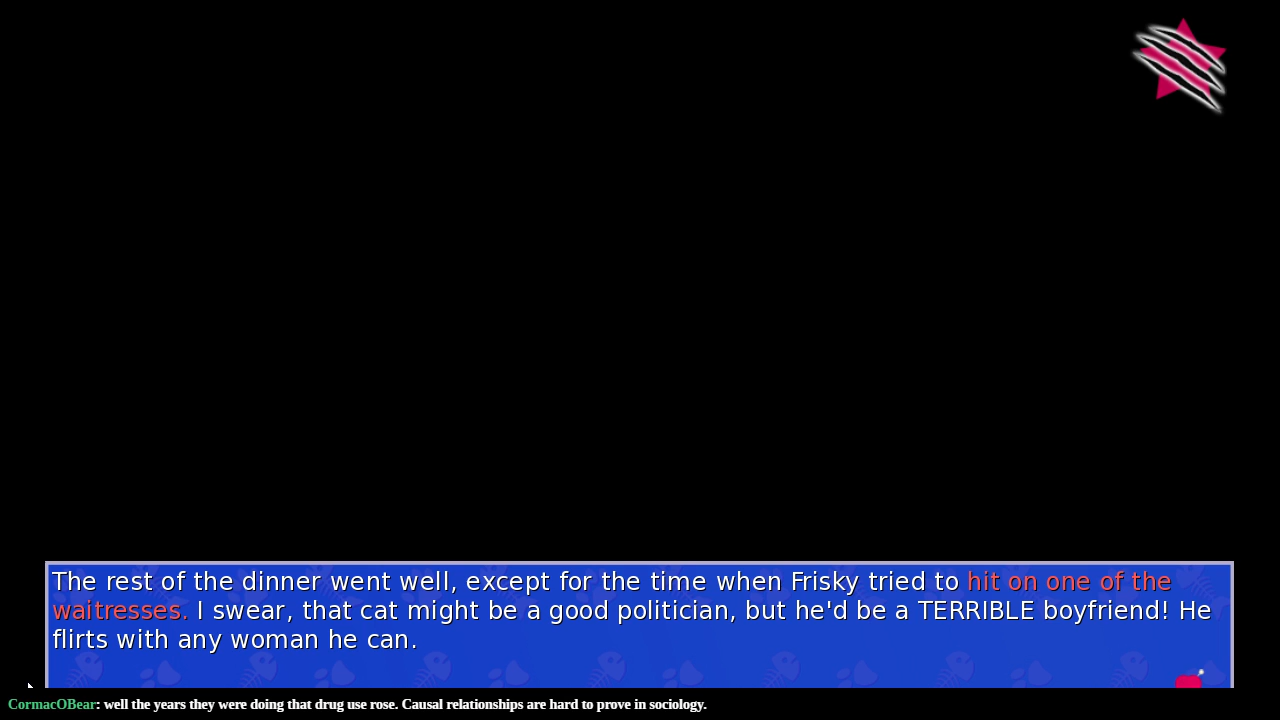 The rest of the dinner went well, except for the time when Frisky tried to hit on one of the
waitresses. I swear, that cat might be a good politician, but he'd be a TERRIBLE boyfriend! He
flirts with any woman he can.
CormacOBear: well the years they were doing that drug use rose. Causal relationships are hard to prove in sociology.